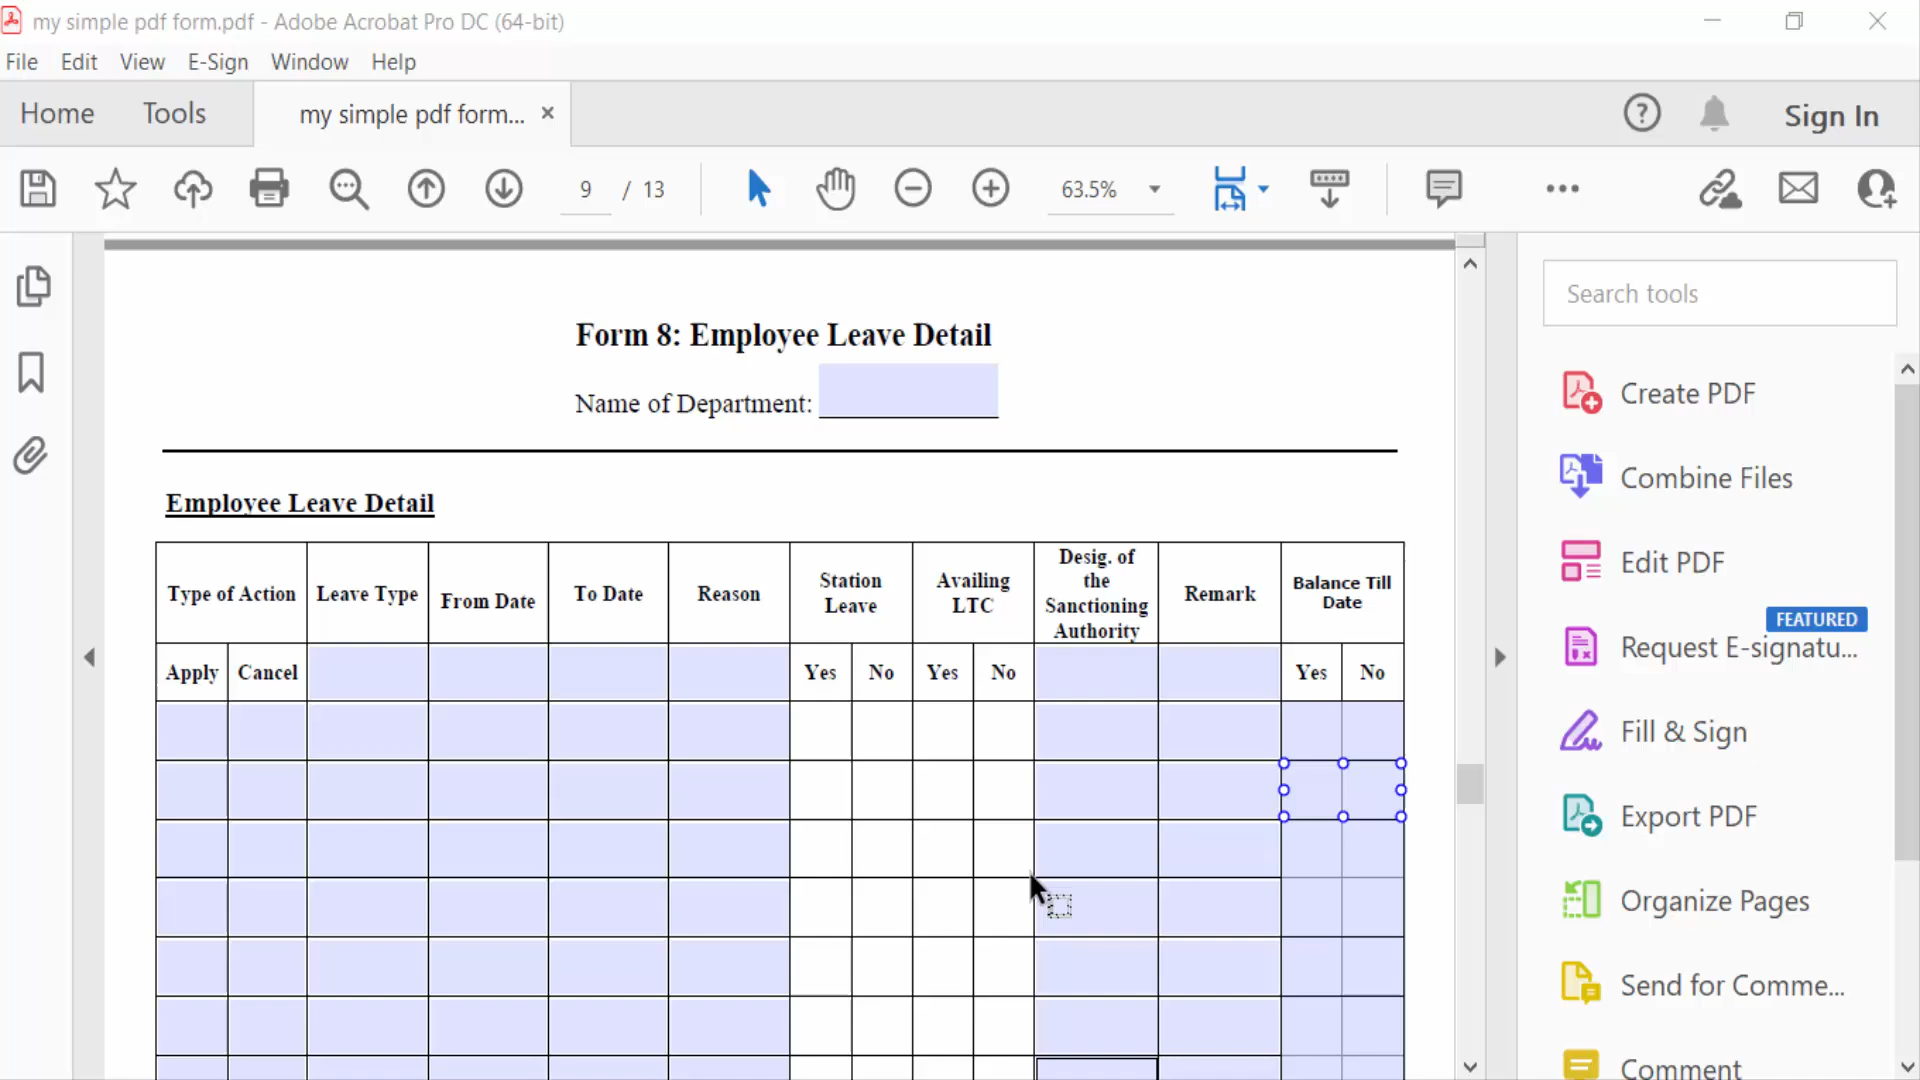 my simple pdf form.pdf - Adobe Acrobat Pro DC (64-bit)
File Edit View E-Sign Window Help
Home Tools my simple pdf form... × Sign In
9 / 13 63.5%
Search tools
Form 8: Employee Leave Detail
Name of Department:
Employee Leave Detail
Type of Action
Leave Type
From Date
To Date
Reason
Station
Leave
Availing
LTC
Desig. of
the
Sanctioning
Authority
Remark
Balance Till
Date
Apply Cancel Yes No Yes No Yes No
Create PDF
Combine Files
Edit PDF
FEATURED
Request E-signatu...
Fill & Sign
Export PDF
Organize Pages
Send for Comme...
Comment